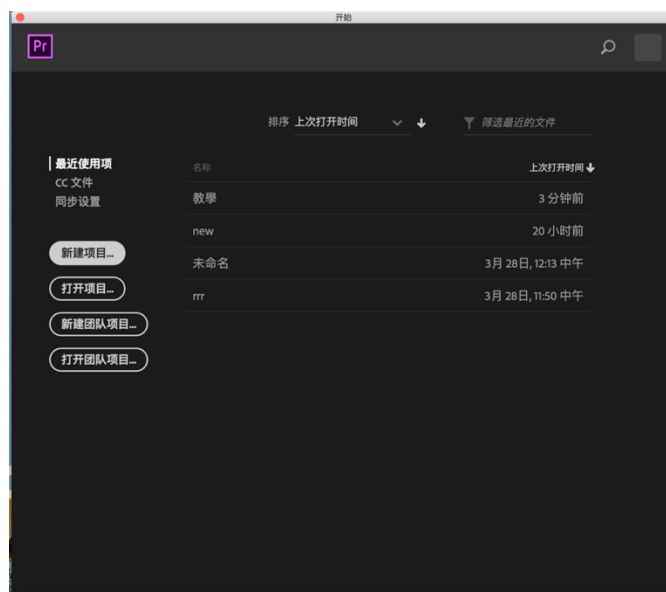 开始
Pr
排序 上次打开时间
筛选最近的文件
最近使用项
CC 文件
同步设置
新建项目...
打开项目...
新建团队项目...
打开团队项目...
名称 上次打开时间
教學 3 分钟前
new 20 小时前
未命名 3月 28日, 12:13 中午
rrr 3月 28日, 11:50 中午